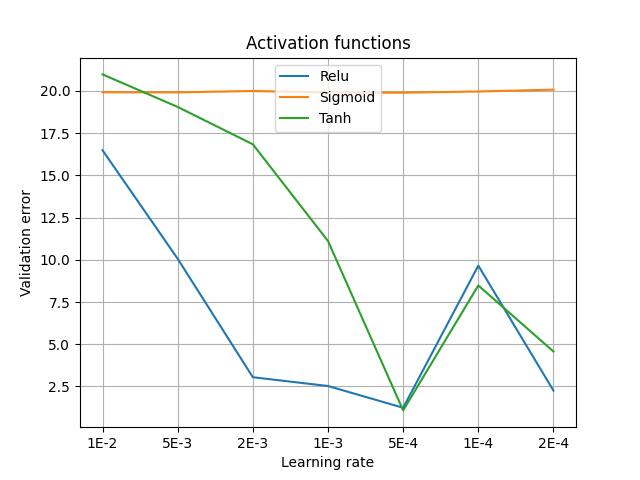 Activation functions
Relu
Sigmoid
Tanh
Validation error
20.0
17.5
15.0
12.5
10.0
7.5
5.0
2.5
1E-2 5E-3 2E-3 1E-3 5E-4 1E-4 2E-4
Learning rate